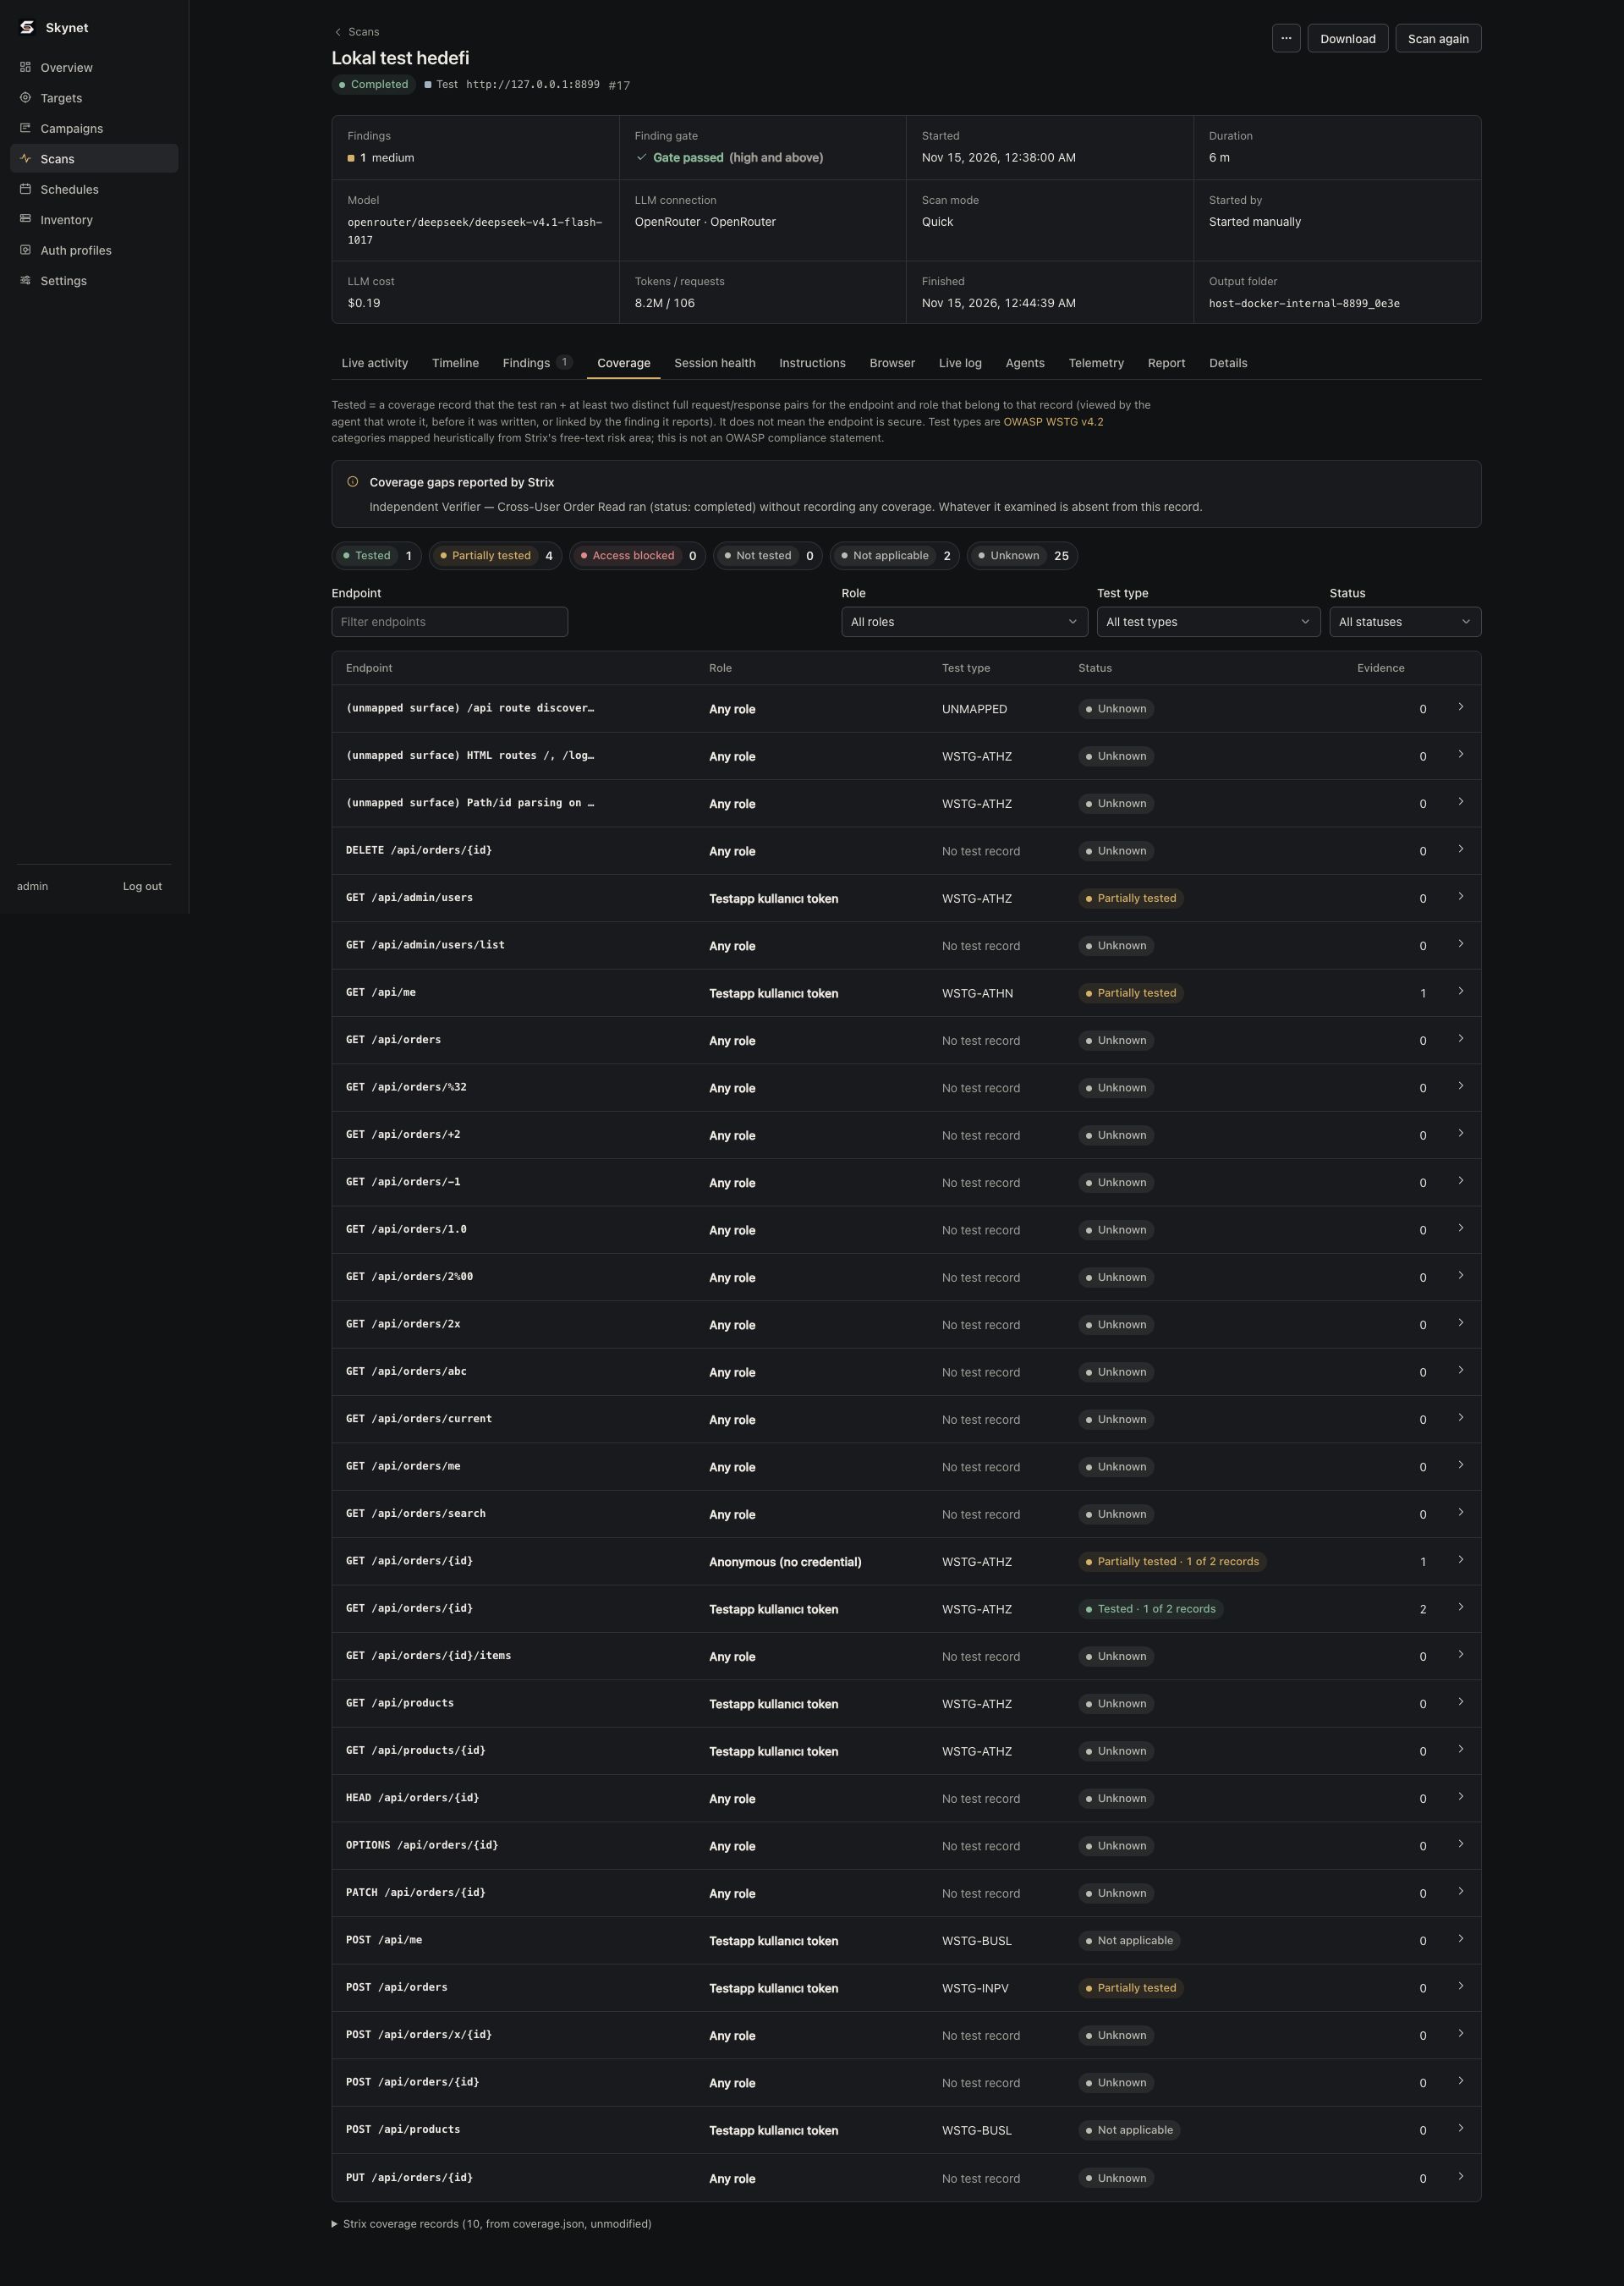 Skynet
Overview
Targets
Campaigns
Scans
Schedules
Inventory
Auth profiles
Settings
admin
Log out
Scans
Lokal test hedefi
Completed Test http://127.0.0.1:8899 #17
... Download Scan again
Findings
1 medium
Finding gate
Gate passed (high and above)
Started
Nov 15, 2026, 12:38:00 AM
Duration
6 m
Model
openrouter/deepseek/deepseek-v4.1-flash-
1017
LLM connection
OpenRouter · OpenRouter
Scan mode
Quick
Started by
Started manually
LLM cost
$0.19
Tokens / requests
8.2M / 106
Finished
Nov 15, 2026, 12:44:39 AM
Output folder
host-docker-internal-8899_0e3e
Live activity Timeline Findings 1 Coverage Session health Instructions Browser Live log Agents Telemetry Report Details
Tested = a coverage record that the test ran + at least two distinct full request/response pairs for the endpoint and role that belong to that record (viewed by the
agent that wrote it, before it was written, or linked by the finding it reports). It does not mean the endpoint is secure. Test types are OWASP WSTG v4.2
categories mapped heuristically from Strix's free-text risk area; this is not an OWASP compliance statement.
Coverage gaps reported by Strix
Independent Verifier — Cross-User Order Read ran (status: completed) without recording any coverage. Whatever it examined is absent from this record.
Tested 1 Partially tested 4 Access blocked 0 Not tested 0 Not applicable 2 Unknown 25
Endpoint Role Test type Status
Filter endpoints All roles All test types All statuses
Endpoint Role Test type Status Evidence
(unmapped surface) /api route discover… Any role UNMAPPED Unknown 0
(unmapped surface) HTML routes /, /log… Any role WSTG-ATHZ Unknown 0
(unmapped surface) Path/id parsing on … Any role WSTG-ATHZ Unknown 0
DELETE /api/orders/{id} Any role No test record Unknown 0
GET /api/admin/users Testapp kullanıcı token WSTG-ATHZ Partially tested 0
GET /api/admin/users/list Any role No test record Unknown 0
GET /api/me Testapp kullanıcı token WSTG-ATHN Partially tested 1
GET /api/orders Any role No test record Unknown 0
GET /api/orders/%32 Any role No test record Unknown 0
GET /api/orders/+2 Any role No test record Unknown 0
GET /api/orders/-1 Any role No test record Unknown 0
GET /api/orders/1.0 Any role No test record Unknown 0
GET /api/orders/2%00 Any role No test record Unknown 0
GET /api/orders/2x Any role No test record Unknown 0
GET /api/orders/abc Any role No test record Unknown 0
GET /api/orders/current Any role No test record Unknown 0
GET /api/orders/me Any role No test record Unknown 0
GET /api/orders/search Any role No test record Unknown 0
GET /api/orders/{id} Anonymous (no credential) WSTG-ATHZ Partially tested · 1 of 2 records 1
GET /api/orders/{id} Testapp kullanıcı token WSTG-ATHZ Tested · 1 of 2 records 2
GET /api/orders/{id}/items Any role No test record Unknown 0
GET /api/products Testapp kullanıcı token WSTG-ATHZ Unknown 0
GET /api/products/{id} Testapp kullanıcı token WSTG-ATHZ Unknown 0
HEAD /api/orders/{id} Any role No test record Unknown 0
OPTIONS /api/orders/{id} Any role No test record Unknown 0
PATCH /api/orders/{id} Any role No test record Unknown 0
POST /api/me Testapp kullanıcı token WSTG-BUSL Not applicable 0
POST /api/orders Testapp kullanıcı token WSTG-INPV Partially tested 0
POST /api/orders/x/{id} Any role No test record Unknown 0
POST /api/orders/{id} Any role No test record Unknown 0
POST /api/products Testapp kullanıcı token WSTG-BUSL Not applicable 0
PUT /api/orders/{id} Any role No test record Unknown 0
Strix coverage records (10, from coverage.json, unmodified)